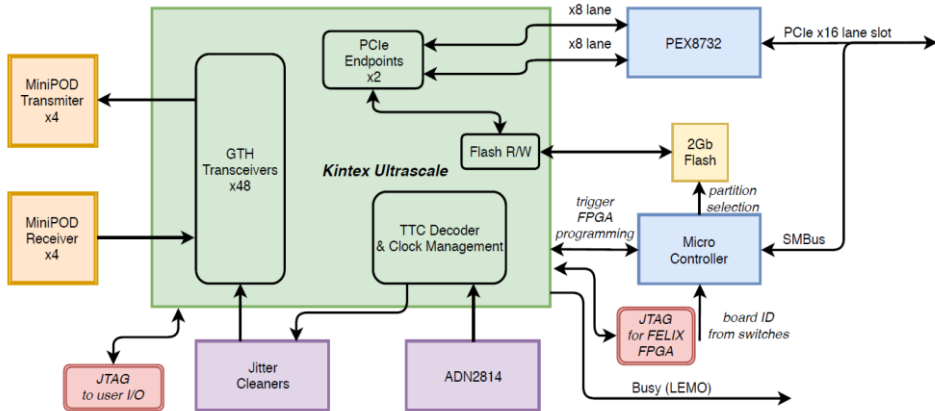 x8 lane
x8 lane
PCIe
Endpoints
x2
PEX8732
PCIe x16 lane slot
MiniPOD
Transmiter
x4
GTH
Transceivers
x48
Kintex Ultrascale
Flash R/W
2Gb
Flash
partition
selection
trigger
FPGA
programming
MiniPOD
Receiver
x4
TTC Decoder
& Clock Management
Micro
Controller
SMBus
JTAG
for FELIX
FPGA
board ID
from switches
JTAG
to user I/O
Jitter
Cleaners
ADN2814
Busy (LEMO)